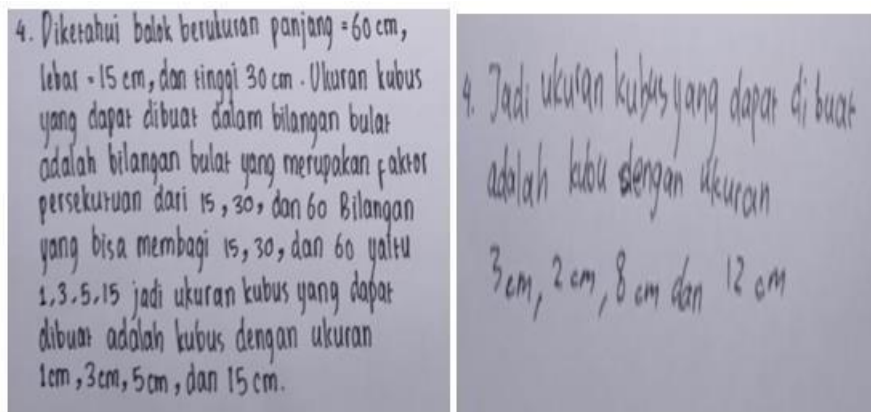 4. Diketahui balok berukuran panjang = 60 cm,
lebar = 15 cm, dan tinggi 30 cm. Ukuran kubus
yang dapat dibuat dalam bilangan bulat
adalah bilangan bulat yang merupakan faktor
persekutuan dari 15, 30, dan 60 Bilangan
yang bisa membagi 15, 30, dan 60 yaitu
1,3,5,15 jadi ukuran kubus yang dapat
dibuat adalah kubus dengan ukuran
1cm, 3cm, 5cm, dan 15 cm.
4. Jadi ukuran kubus yang dapat di buat
adalah kubu dengan ukuran
3 cm, 2 cm, 8 cm dan 12 cm